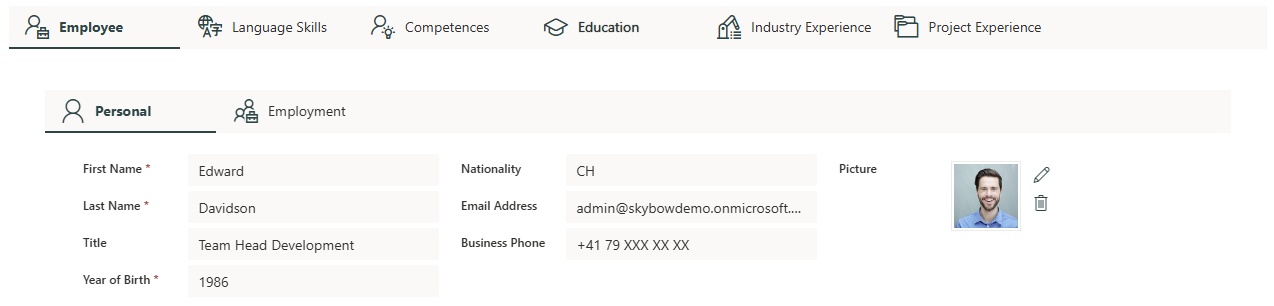 Employee Language Skills Competences Education Industry Experience Project Experience
Personal Employment
First Name * Edward Nationality CH Picture
Last Name * Davidson Email Address admin@skybowdemo.onmicrosoft....
Title Team Head Development Business Phone +41 79 XXX XX XX
Year of Birth * 1986